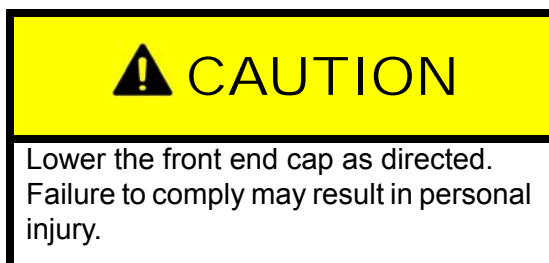 CAUTION
Lower the front end cap as directed.
Failure to comply may result in personal
injury.